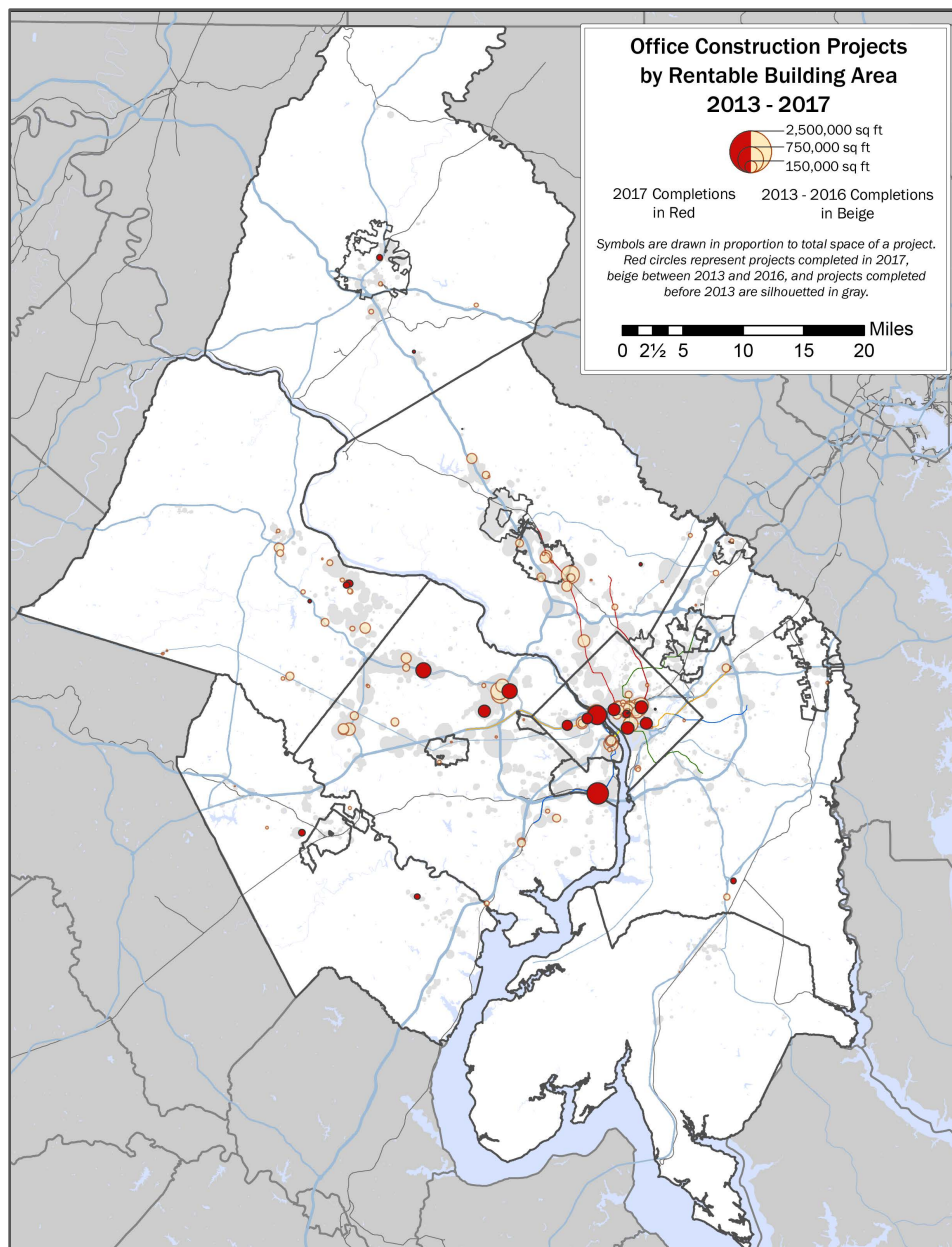 Office Construction Projects
by Rentable Building Area
2013 - 2017
2,500,000 sq ft
750,000 sq ft
150,000 sq ft
2017 Completions
in Red
2013 - 2016 Completions
in Beige
Symbols are drawn in proportion to total space of a project.
Red circles represent projects completed in 2017,
beige between 2013 and 2016, and projects completed
before 2013 are silhouetted in gray.
Miles
0 2½ 5 10 15 20